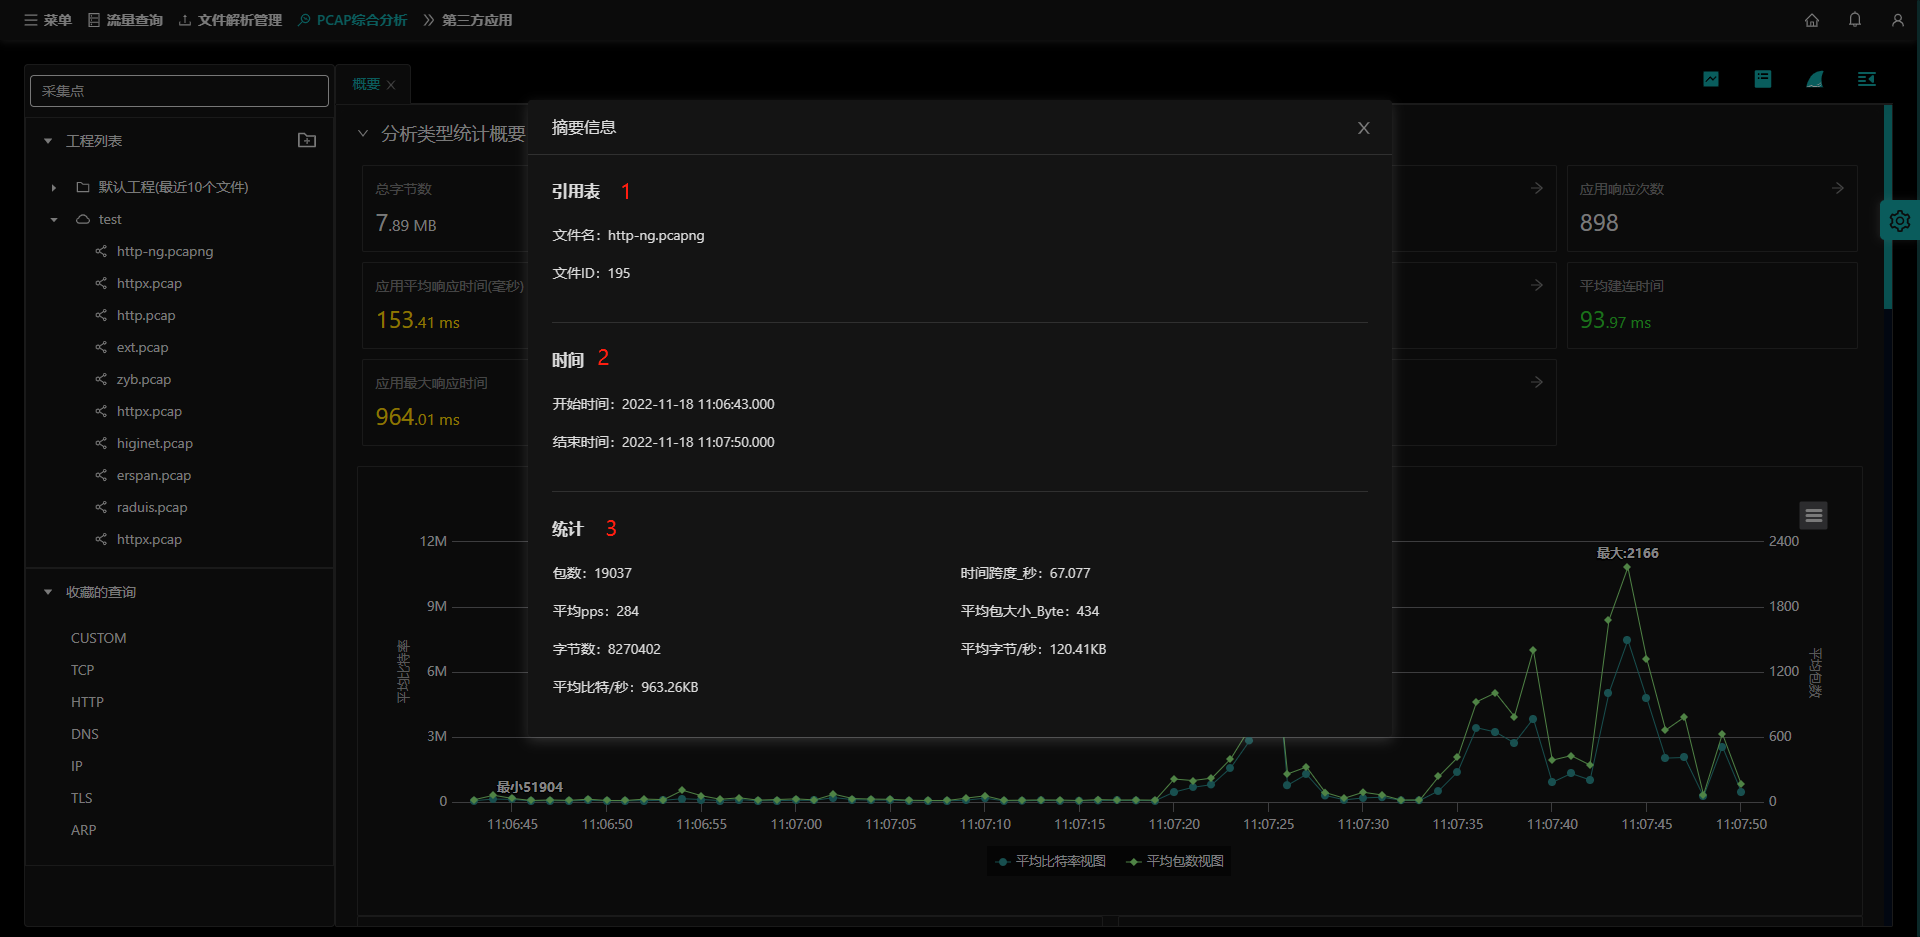 菜单 流量查询 文件解析管理 PCAP综合分析 第三方应用
采集点
工程列表
默认工程(最近10个文件)
test
http-ng.pcapng
httpx.pcap
http.pcap
ext.pcap
zyb.pcap
httpx.pcap
higinet.pcap
erspan.pcap
raduis.pcap
httpx.pcap
收藏的查询
CUSTOM
TCP
HTTP
DNS
IP
TLS
ARP
概要
分析类型统计概要
总字节数
7.89 MB
应用响应次数
898
应用平均响应时间(毫秒)
153.41 ms
平均建连时间
93.97 ms
应用最大响应时间
964.01 ms
摘要信息 X
引用表 1
文件名：http-ng.pcapng
文件ID：195
时间 2
开始时间：2022-11-18 11:06:43.000
结束时间：2022-11-18 11:07:50.000
统计 3
包数：19037 时间跨度_秒：67.077
平均pps：284 平均包大小_Byte：434
字节数：8270402 平均字节/秒：120.41KB
平均比特/秒：963.26KB
12M
9M
6M
3M
0
平均比特率
2400
1800
1200
600
0
平均包数
最大:2166
最小51904
11:06:45 11:06:50 11:06:55 11:07:00 11:07:05 11:07:10 11:07:15 11:07:20 11:07:25 11:07:30 11:07:35 11:07:40 11:07:45 11:07:50
平均比特率视图 平均包数视图